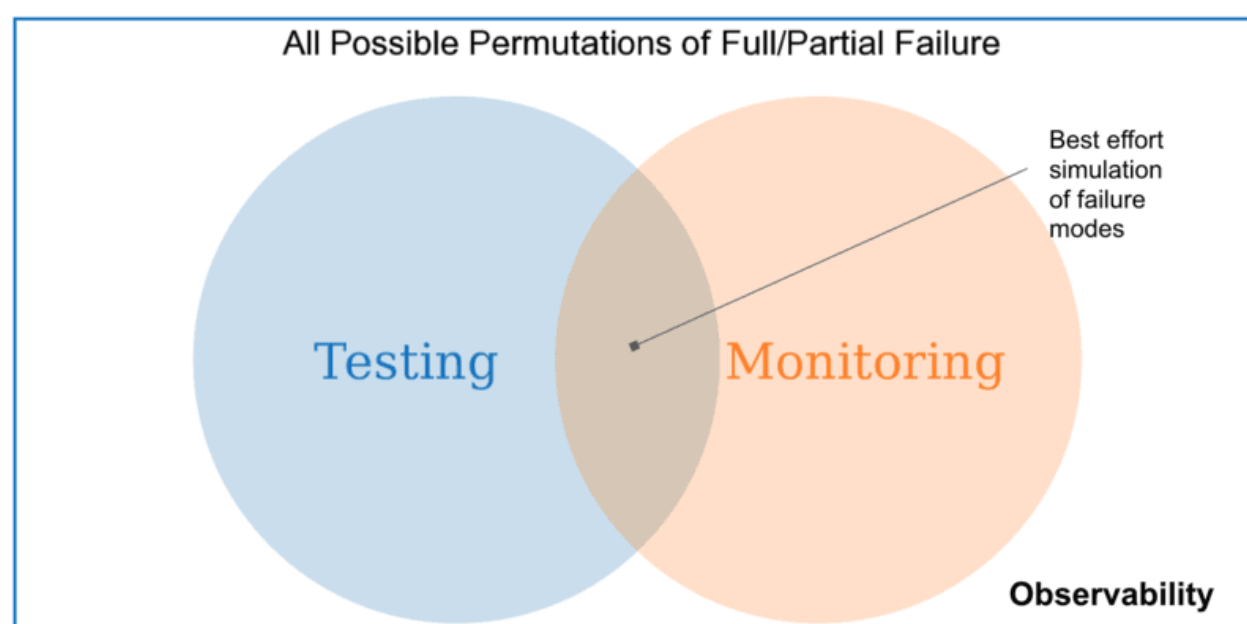 All Possible Permutations of Full/Partial Failure
Best effort
simulation
of failure
modes
Testing
Monitoring
Observability